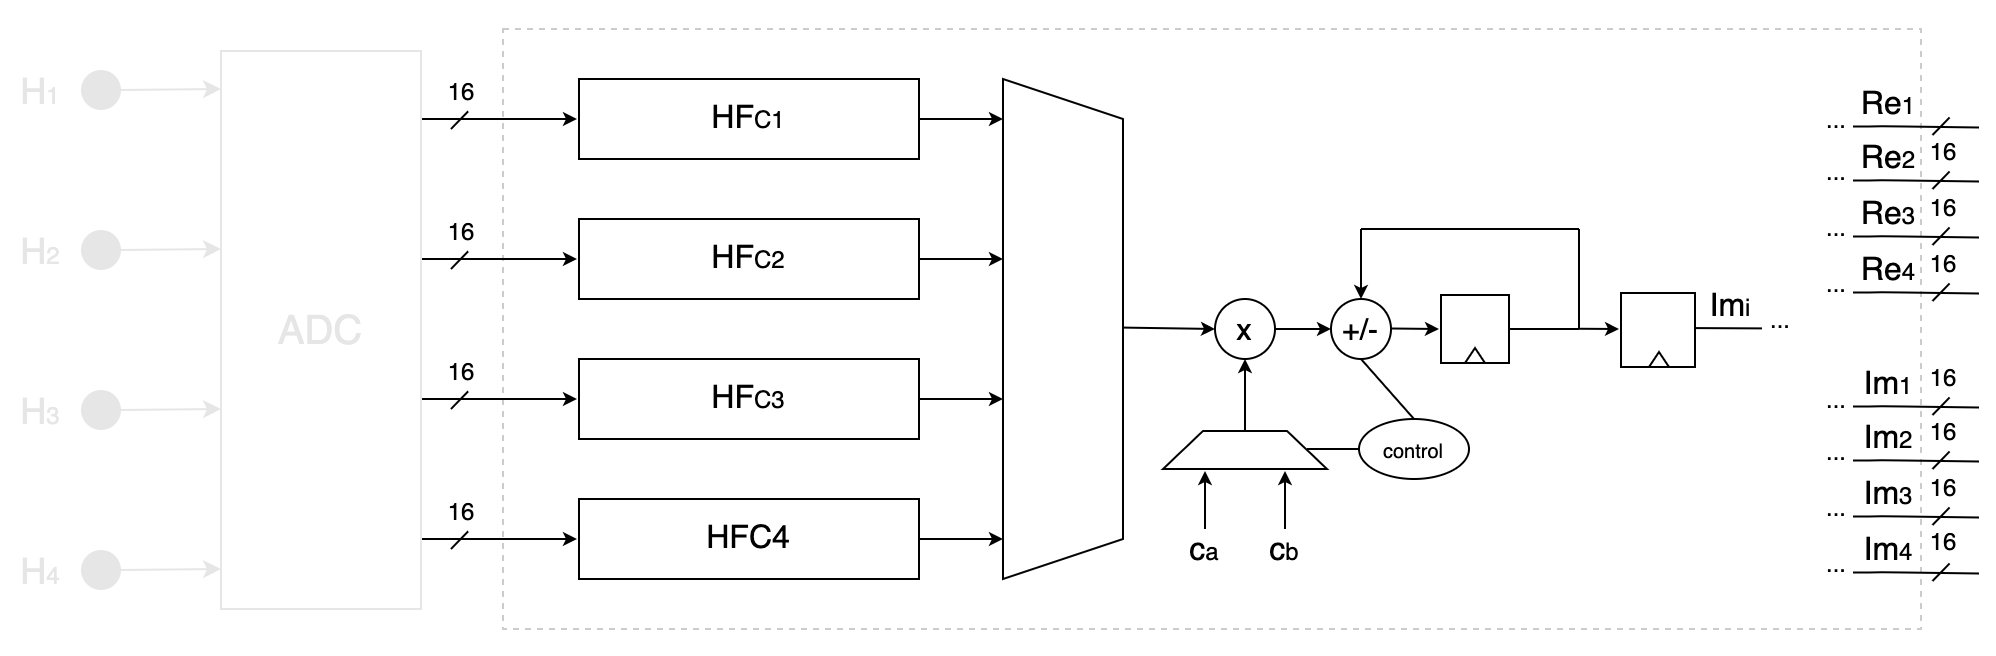 H1
H2
H3
H4
ADC
16
16
16
16
HFC1
HFC2
HFC3
HFC4
x
+/-
control
ca
cb
Imi
...
... Re1
... Re2 16
... Re3 16
... Re4 16
... Im1 16
... Im2 16
... Im3 16
... Im4 16